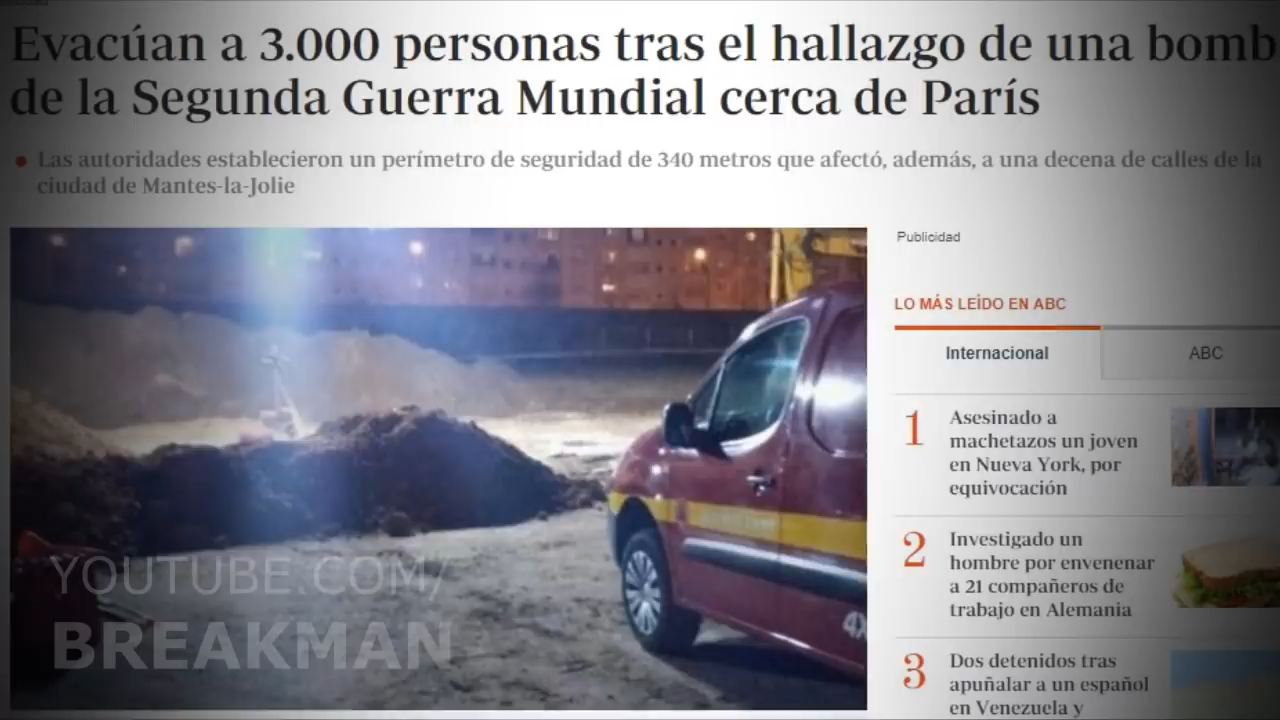 Evacúan a 3.000 personas tras el hallazgo de una bomb
de la Segunda Guerra Mundial cerca de París
Las autoridades establecieron un perímetro de seguridad de 340 metros que afectó, además, a una decena de calles de la
ciudad de Mantes-la-Jolie
Publicidad
LO MÁS LEÍDO EN ABC
Internacional
ABC
1
Asesinado a
machetazos un joven
en Nueva York, por
equivocación
2
Investigado un
hombre por envenenar
a 21 compañeros de
trabajo en Alemania
3
Dos detenidos tras
apuñalar a un español
en Venezuela y
4X
YOUTUBE.COM/
BREAKMAN